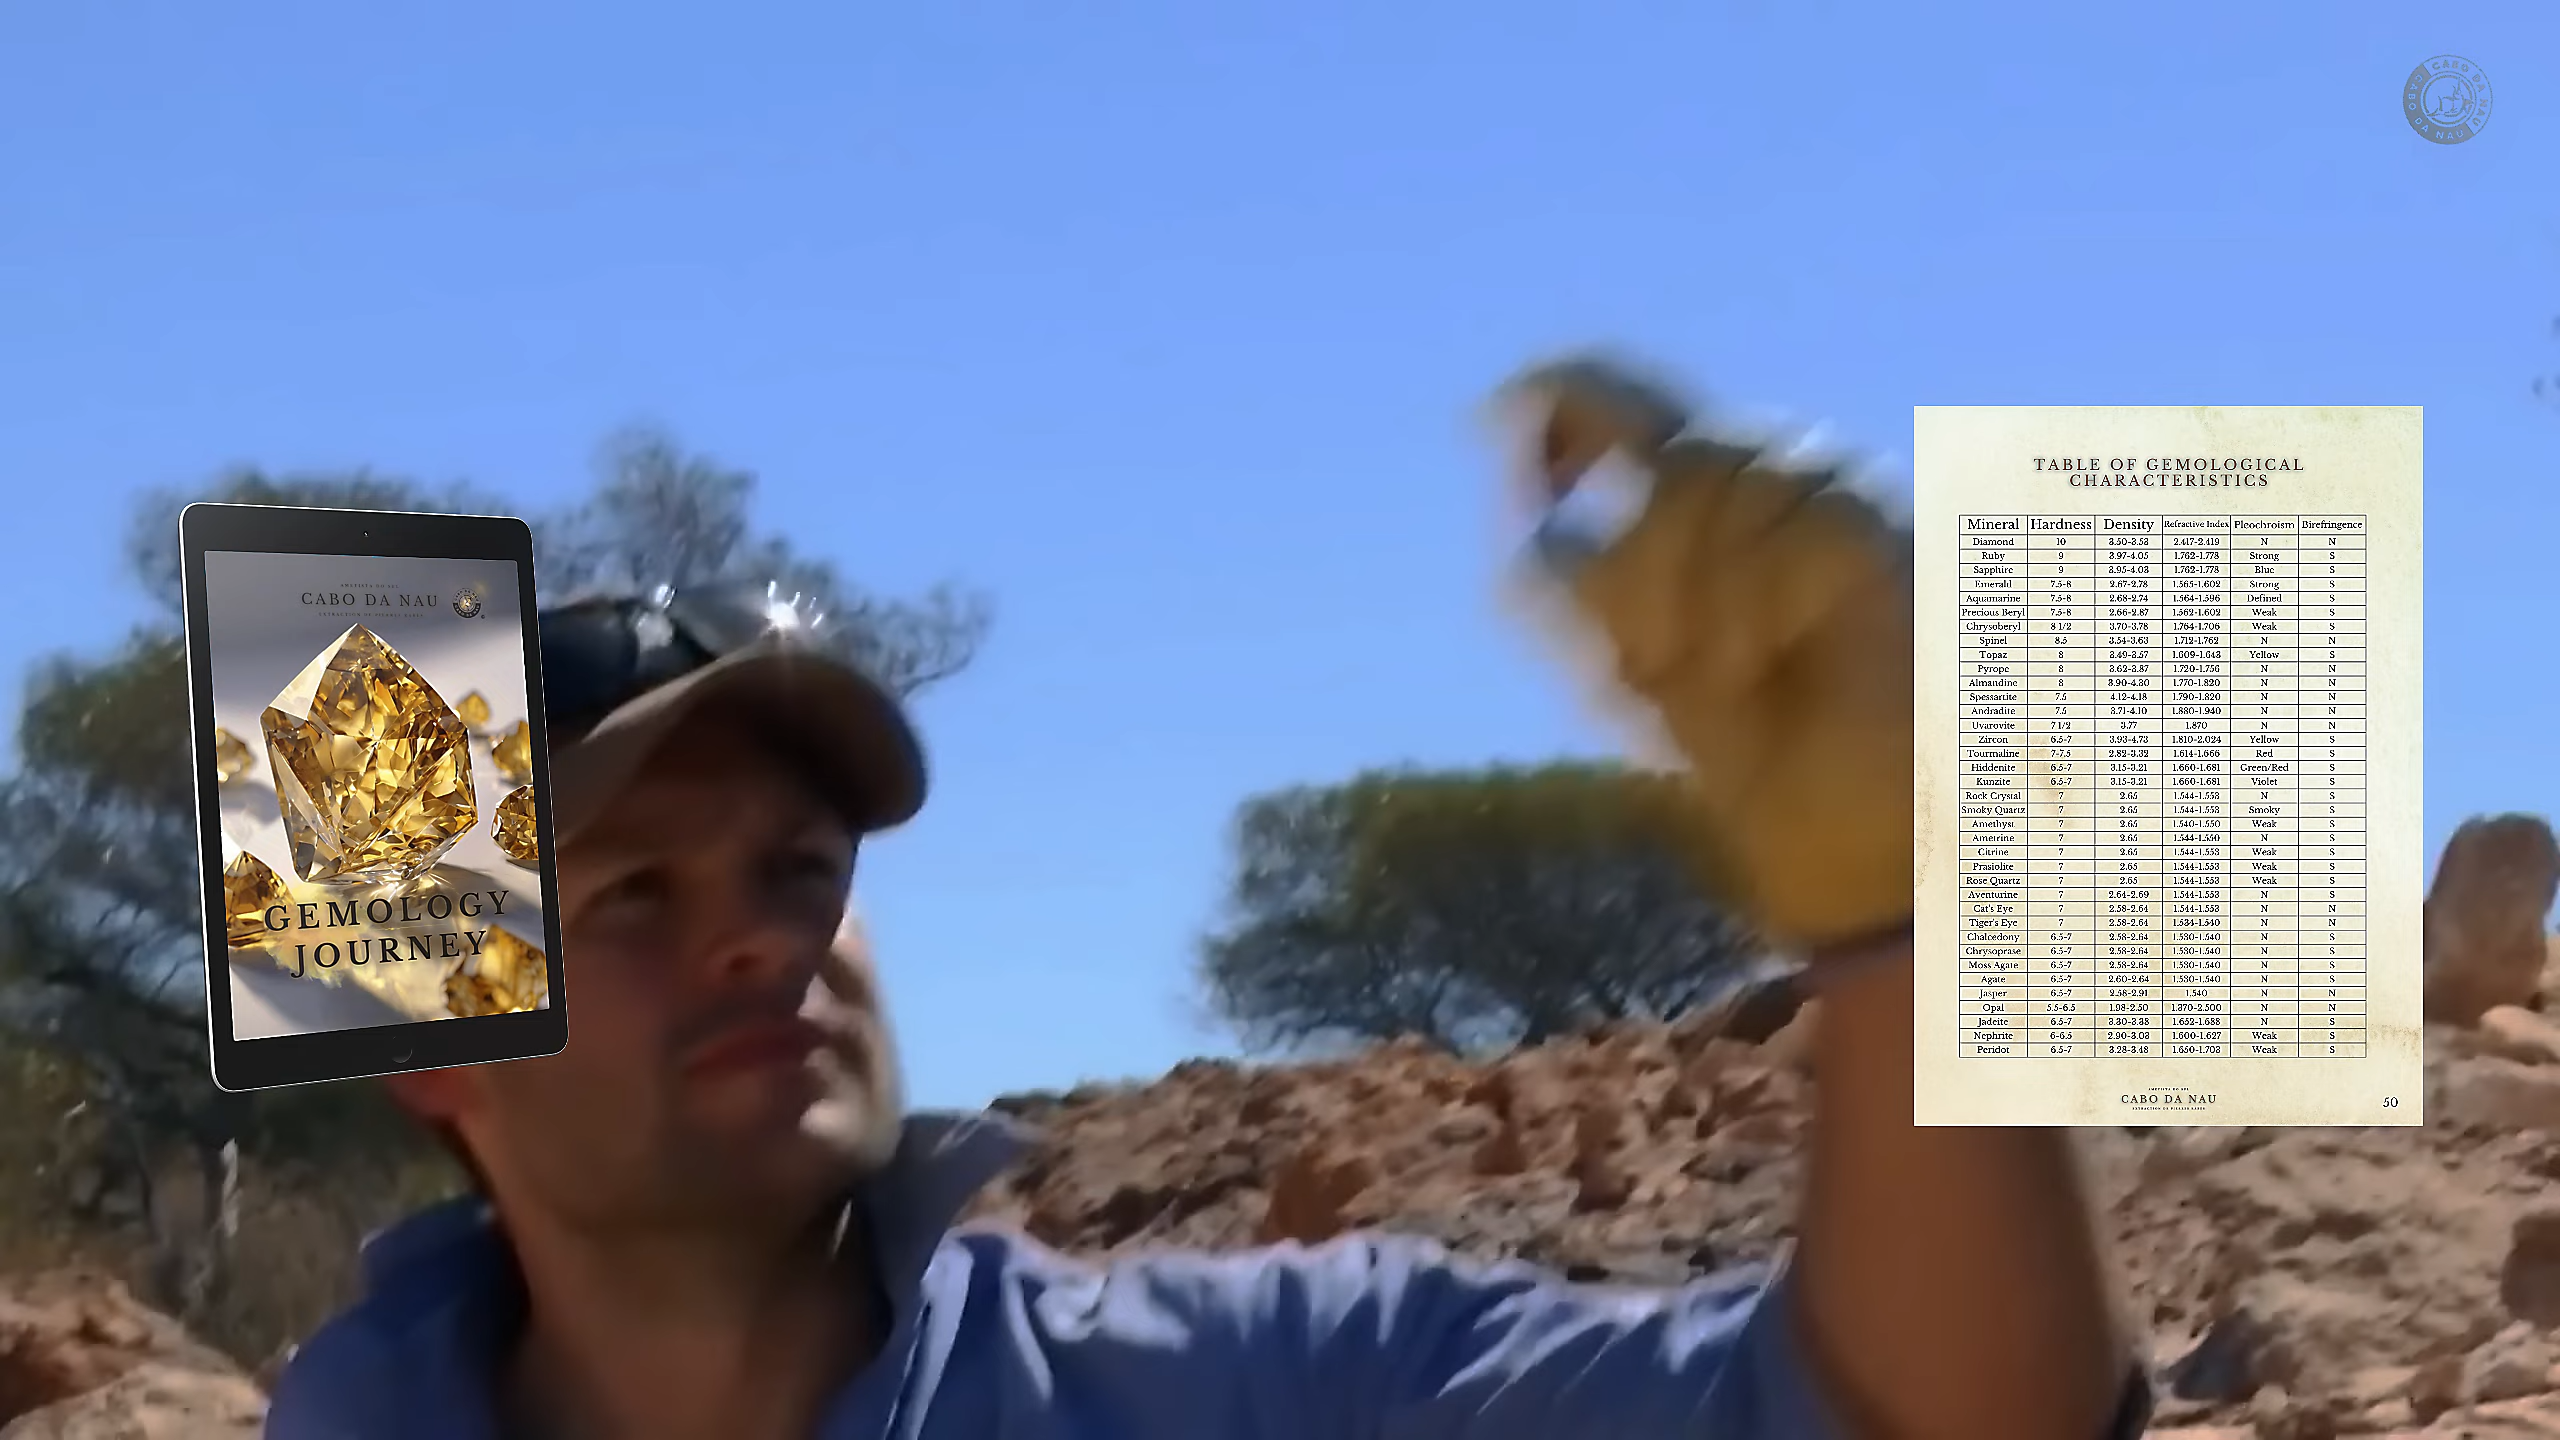 CABO DA NAU
CABO DA NAU
CABO DA NAU
GEMOLOGY
JOURNEY
TABLE OF GEMOLOGICAL
CHARACTERISTICS
Mineral Hardness Density Refractive Index Pleochroism Birefringence
Diamond 10 3.50-3.53 2.417-2.419 N N
Ruby 9 3.97-4.05 1.762-1.778 Strong S
Sapphire 9 3.95-4.03 1.762-1.778 Blue S
Emerald 7.5-8 2.67-2.78 1.565-1.602 Strong S
Aquamarine 7.5-8 2.68-2.74 1.564-1.596 Defined S
Precious Beryl 7.5-8 2.66-2.87 1.562-1.602 Weak S
Chrysoberyl 8 1/2 3.70-3.78 1.764-1.706 Weak S
Spinel 8.5 3.54-3.63 1.712-1.762 N N
Topaz 8 3.49-3.57 1.609-1.643 Yellow S
Pyrope 8 3.62-3.87 1.720-1.756 N N
Almandine 8 3.90-4.30 1.770-1.820 N N
Spessartite 7.5 4.12-4.18 1.790-1.820 N N
Andradite 7.5 3.71-4.10 1.880-1.940 N N
Uvarovite 7 1/2 3.77 1.870 N N
Zircon 6.5-7 3.93-4.73 1.810-2.024 Yellow S
Tourmaline 7-7.5 2.82-3.32 1.614-1.666 Red S
Hiddenite 6.5-7 3.15-3.21 1.660-1.681 Green/Red S
Kunzite 6.5-7 3.15-3.21 1.660-1.681 Violet S
Rock Crystal 7 2.65 1.544-1.553 N S
Smoky Quartz 7 2.65 1.544-1.553 Smoky S
Amethyst 7 2.65 1.540-1.550 Weak S
Ametrine 7 2.65 1.544-1.550 N S
Citrine 7 2.65 1.544-1.553 Weak S
Prasiolite 7 2.65 1.544-1.553 Weak S
Rose Quartz 7 2.65 1.544-1.553 Weak S
Aventurine 7 2.64-2.69 1.544-1.553 N S
Cat's Eye 7 2.58-2.64 1.544-1.553 N N
Tiger's Eye 7 2.58-2.64 1.534-1.540 N N
Chalcedony 6.5-7 2.58-2.64 1.530-1.540 N S
Chrysoprase 6.5-7 2.58-2.64 1.530-1.540 N S
Moss Agate 6.5-7 2.58-2.64 1.530-1.540 N S
Agate 6.5-7 2.60-2.64 1.530-1.540 N S
Jasper 6.5-7 2.58-2.91 1.540 N N
Opal 5.5-6.5 1.98-2.50 1.370-2.500 N N
Jadeite 6.5-7 3.30-3.38 1.652-1.688 N S
Nephrite 6-6.5 2.90-3.03 1.600-1.627 Weak S
Peridot 6.5-7 3.28-3.48 1.650-1.703 Weak S
CABO DA NAU
50